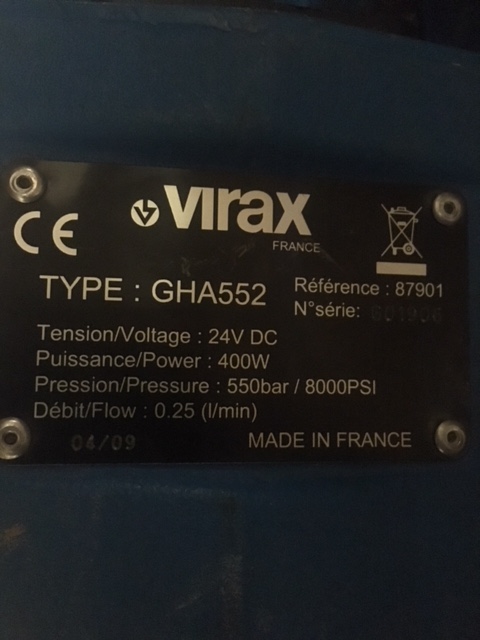 CE
virax
FRANCE
TYPE : GHA552
Référence : 87901
N°série:
Tension/Voltage : 24V DC
Puissance/Power : 400W
Pression/Pressure : 550bar / 8000PSI
Débit/Flow : 0.25 (l/min)
04/09
MADE IN FRANCE